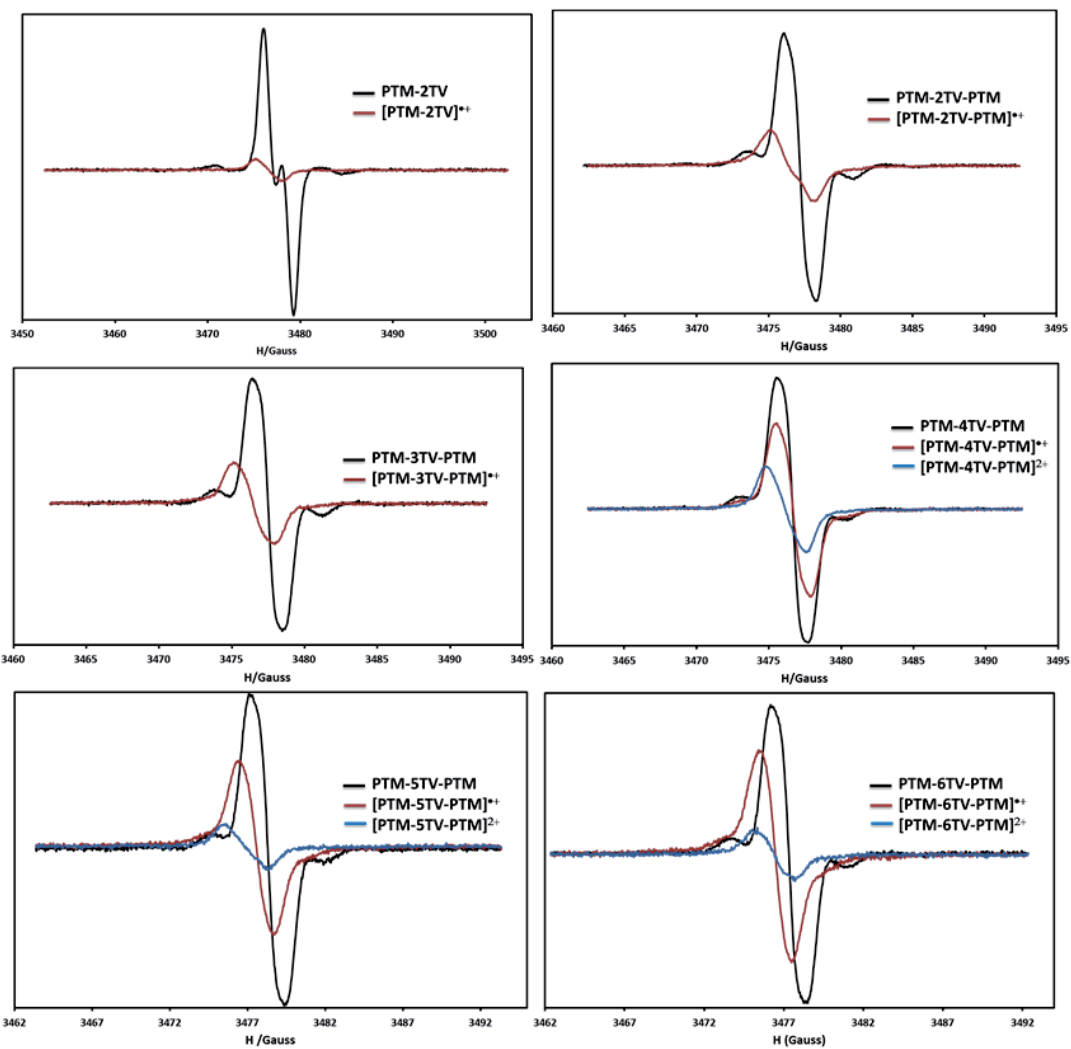 PTM-2TV
[PTM-2TV]•+
3450 3460 3470 3480 3490 3500
H/Gauss
PTM-2TV-PTM
[PTM-2TV-PTM]•+
3460 3465 3470 3475 3480 3485 3490 3495
H/Gauss
PTM-3TV-PTM
[PTM-3TV-PTM]•+
3460 3465 3470 3475 3480 3485 3490 3495
H/Gauss
PTM-4TV-PTM
[PTM-4TV-PTM]•+
[PTM-4TV-PTM]2+
3460 3465 3470 3475 3480 3485 3490 3495
H/Gauss
PTM-5TV-PTM
[PTM-5TV-PTM]•+
[PTM-5TV-PTM]2+
3462 3467 3472 3477 3482 3487 3492
H /Gauss
PTM-6TV-PTM
[PTM-6TV-PTM]•+
[PTM-6TV-PTM]2+
3462 3467 3472 3477 3482 3487 3492
H (Gauss)